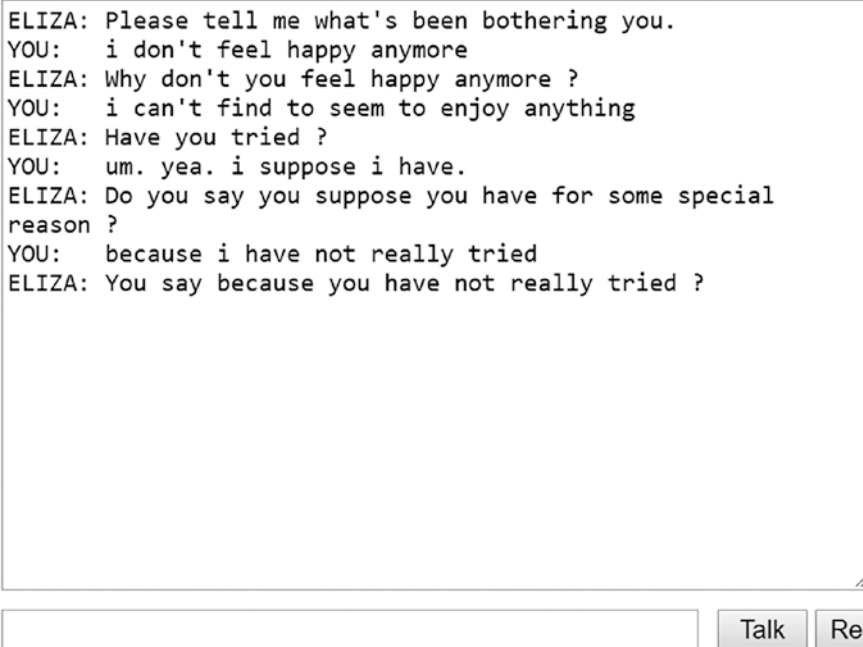 ELIZA: Please tell me what's been bothering you.
YOU:   i don't feel happy anymore
ELIZA: Why don't you feel happy anymore ?
YOU:   i can't find to seem to enjoy anything
ELIZA: Have you tried ?
YOU:   um. yea. i suppose i have.
ELIZA: Do you say you suppose you have for some special
reason ?
YOU:   because i have not really tried
ELIZA: You say because you have not really tried ?
Talk
Re